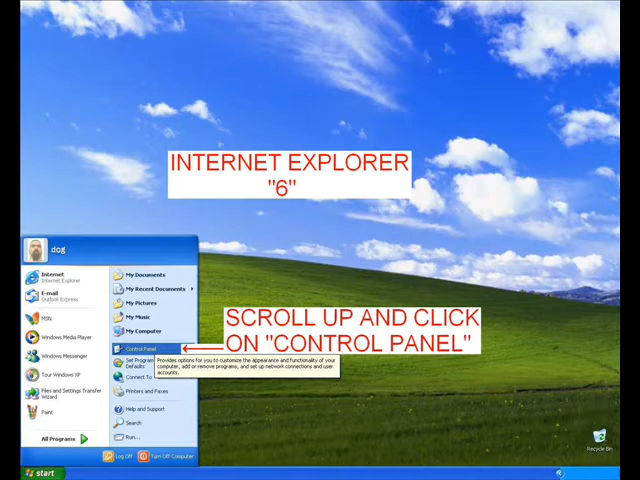 INTERNET EXPLORER
"6"
dog
Internet
Internet Explorer
E-mail
Outlook Express
MSN
Windows Media Player
Windows Messenger
Tour Windows XP
Files and Settings Transfer
Wizard
Paint
All Programs
My Documents
My Recent Documents
My Pictures
My Music
My Computer
Control Panel
SCROLL UP AND CLICK
ON "CONTROL PANEL"
Set Program
Defaults
Provides options for you to customize the appearance and functionality of your
computer, add or remove programs, and set up network connections and user
accounts.
Connect To
Printers and Faxes
Help and Support
Search
Run...
Log Off
Turn Off Computer
Recycle Bin
start